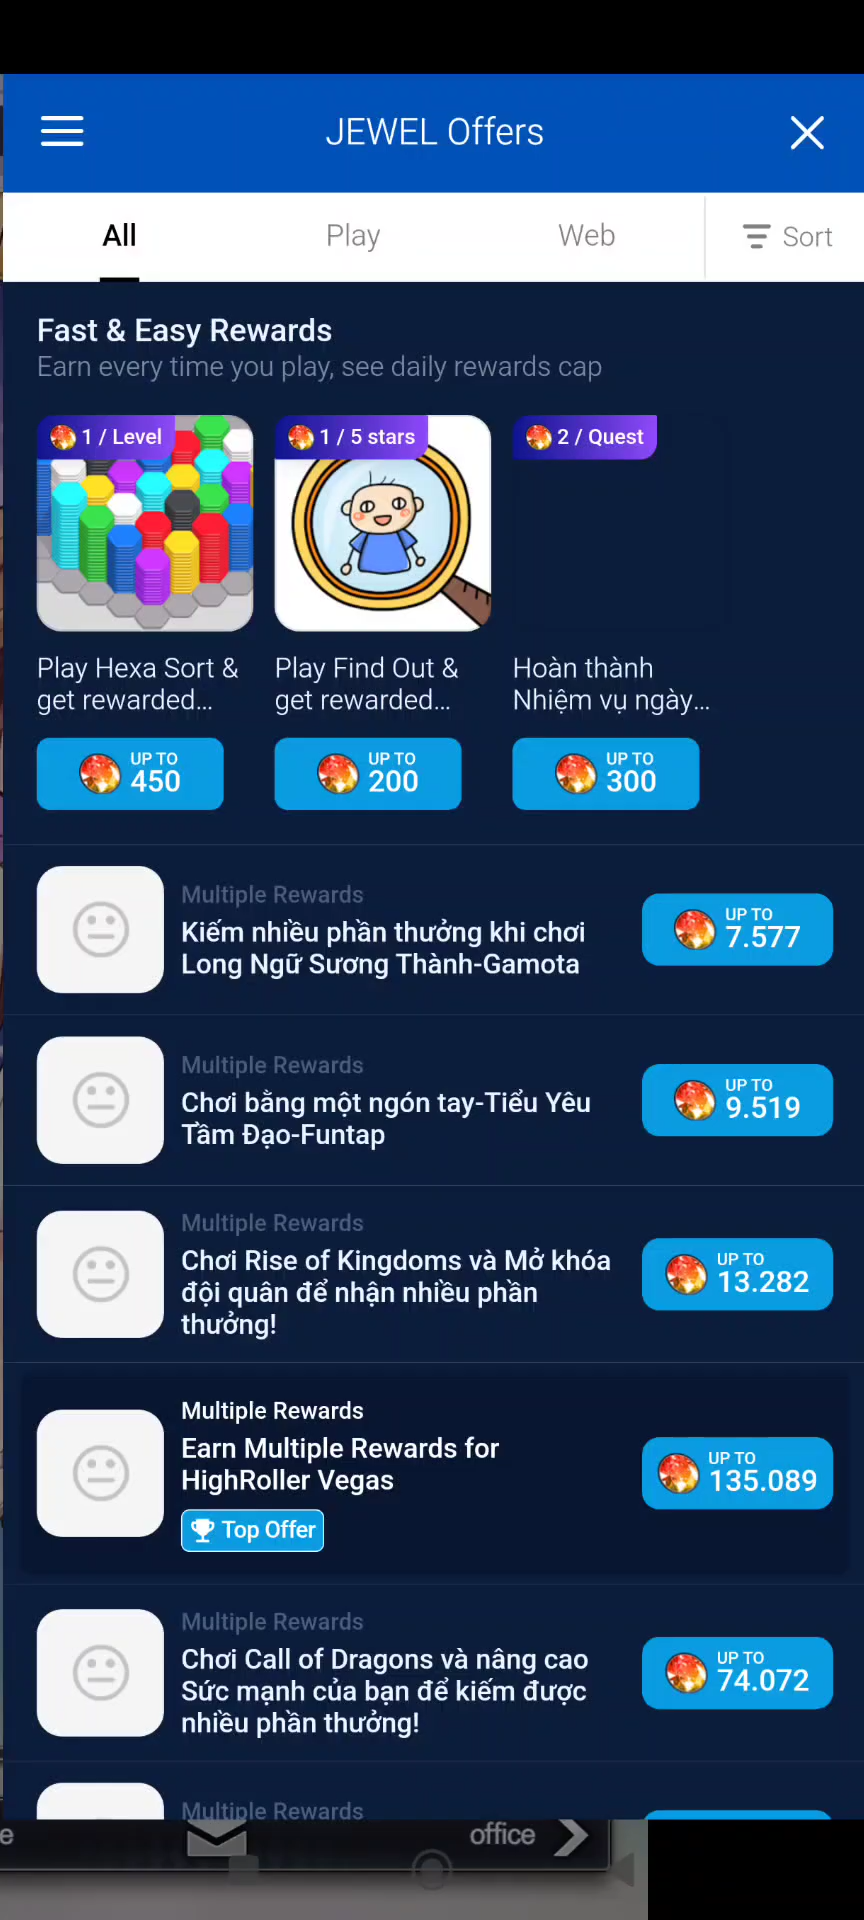 JEWEL Offers
All
Play
Web
Sort
Fast & Easy Rewards
Earn every time you play, see daily rewards cap
1 / Level
1 / 5 stars
2 / Quest
Play Hexa Sort &
get rewarded...
Play Find Out &
get rewarded...
Hoàn thành
Nhiệm vụ ngày...
UP TO
450
UP TO
200
UP TO
300
Multiple Rewards
Kiếm nhiều phần thưởng khi chơi
Long Ngữ Sương Thành-Gamota
UP TO
7.577
Multiple Rewards
Chơi bằng một ngón tay-Tiểu Yêu
Tầm Đạo-Funtap
UP TO
9.519
Multiple Rewards
Chơi Rise of Kingdoms và Mở khóa
đội quân để nhận nhiều phần
thưởng!
UP TO
13.282
Multiple Rewards
Earn Multiple Rewards for
HighRoller Vegas
Top Offer
UP TO
135.089
Multiple Rewards
Chơi Call of Dragons và nâng cao
Sức mạnh của bạn để kiếm được
nhiều phần thưởng!
UP TO
74.072
Multiple Rewards
e
office